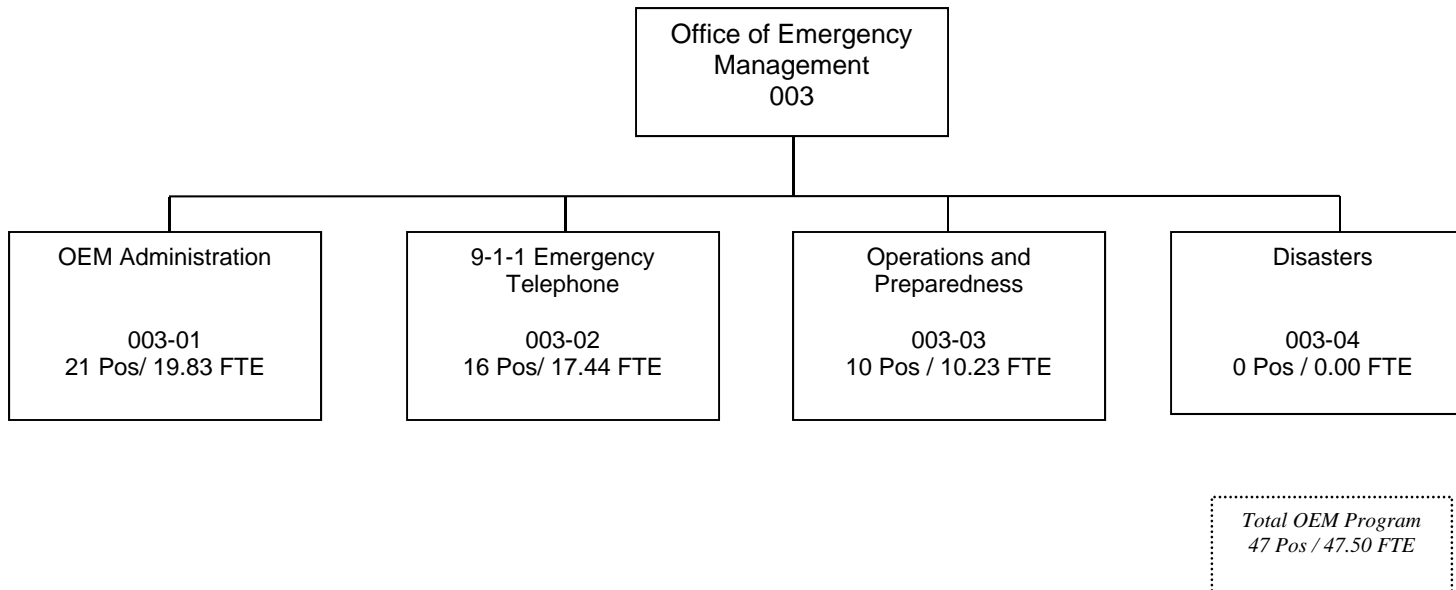 Office of Emergency
Management
003
OEM Administration
003-01
21 Pos/ 19.83 FTE
9-1-1 Emergency
Telephone
003-02
16 Pos/ 17.44 FTE
Operations and
Preparedness
003-03
10 Pos / 10.23 FTE
Disasters
003-04
0 Pos / 0.00 FTE
Total OEM Program
47 Pos / 47.50 FTE